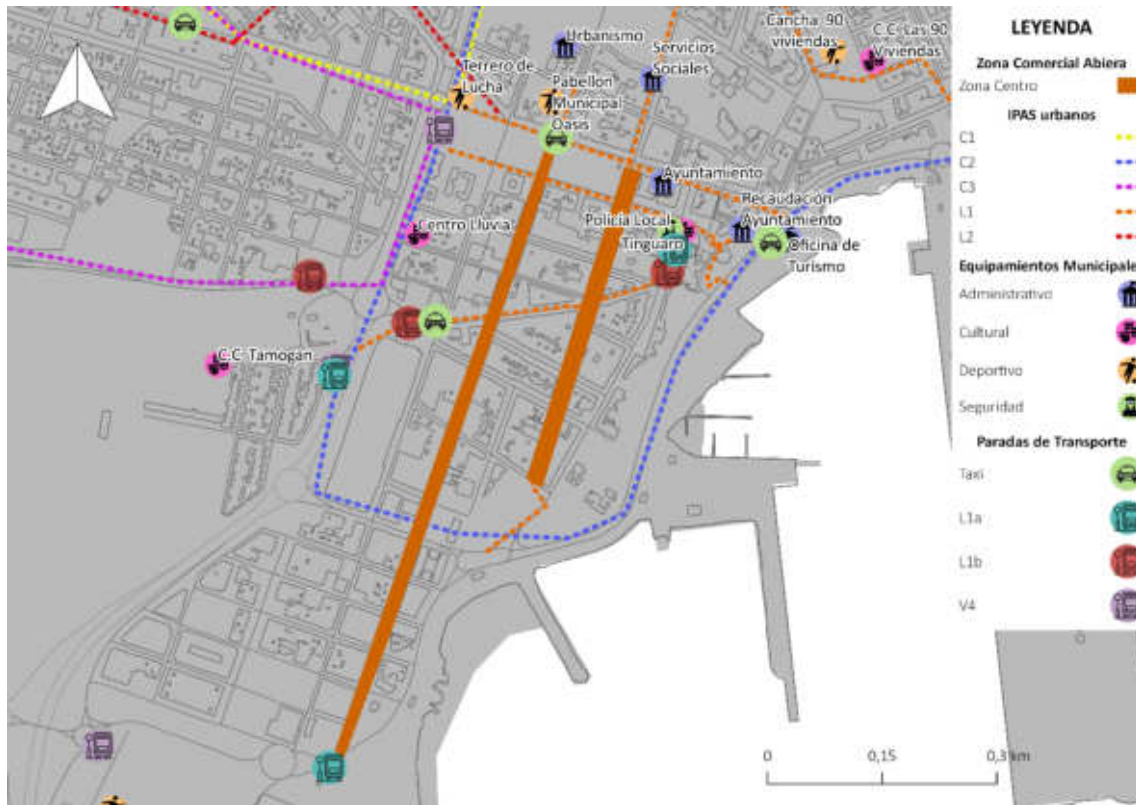 Urbanismo
Servicios
Sociales
Cancha 90
viviendas
C.C. Las 90
Viviendas
Terrero de
Lucha
Pabellon
Municipal
Oasis
Ayuntamiento
Recaudación
Ayuntamiento
Policía Local
Tinguaro
Oficina de
Turismo
Centro Lluvia
C.C. Tamogan
0
0,15
0,3 km
LEYENDA
Zona Comercial Abiera
Zona Centro
IPAS urbanos
C1
C2
C3
L1
L2
Equipamientos Municipale
Administrativo
Cultural
Deportivo
Seguridad
Paradas de Transporte
Taxi
L1a
L1b
V4